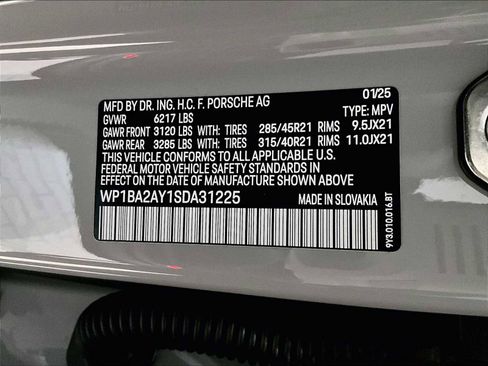 MFD BY DR. ING. H.C. F. PORSCHE AG 01/25
GVWR 6217 LBS TYPE: MPV
GAWR FRONT 3120 LBS WITH: TIRES 285/45R21 RIMS 9.5JX21
GAWR REAR 3285 LBS WITH: TIRES 315/40R21 RIMS 11.0JX21
THIS VEHICLE CONFORMS TO ALL APPLICABLE U.S.
FEDERAL MOTOR VEHICLE SAFETY STANDARDS IN
EFFECT ON THE DATE OF MANUFACTURE SHOWN ABOVE
WP1BA2AY1SDA31225 MADE IN SLOVAKIA
9Y3.010.016.BT